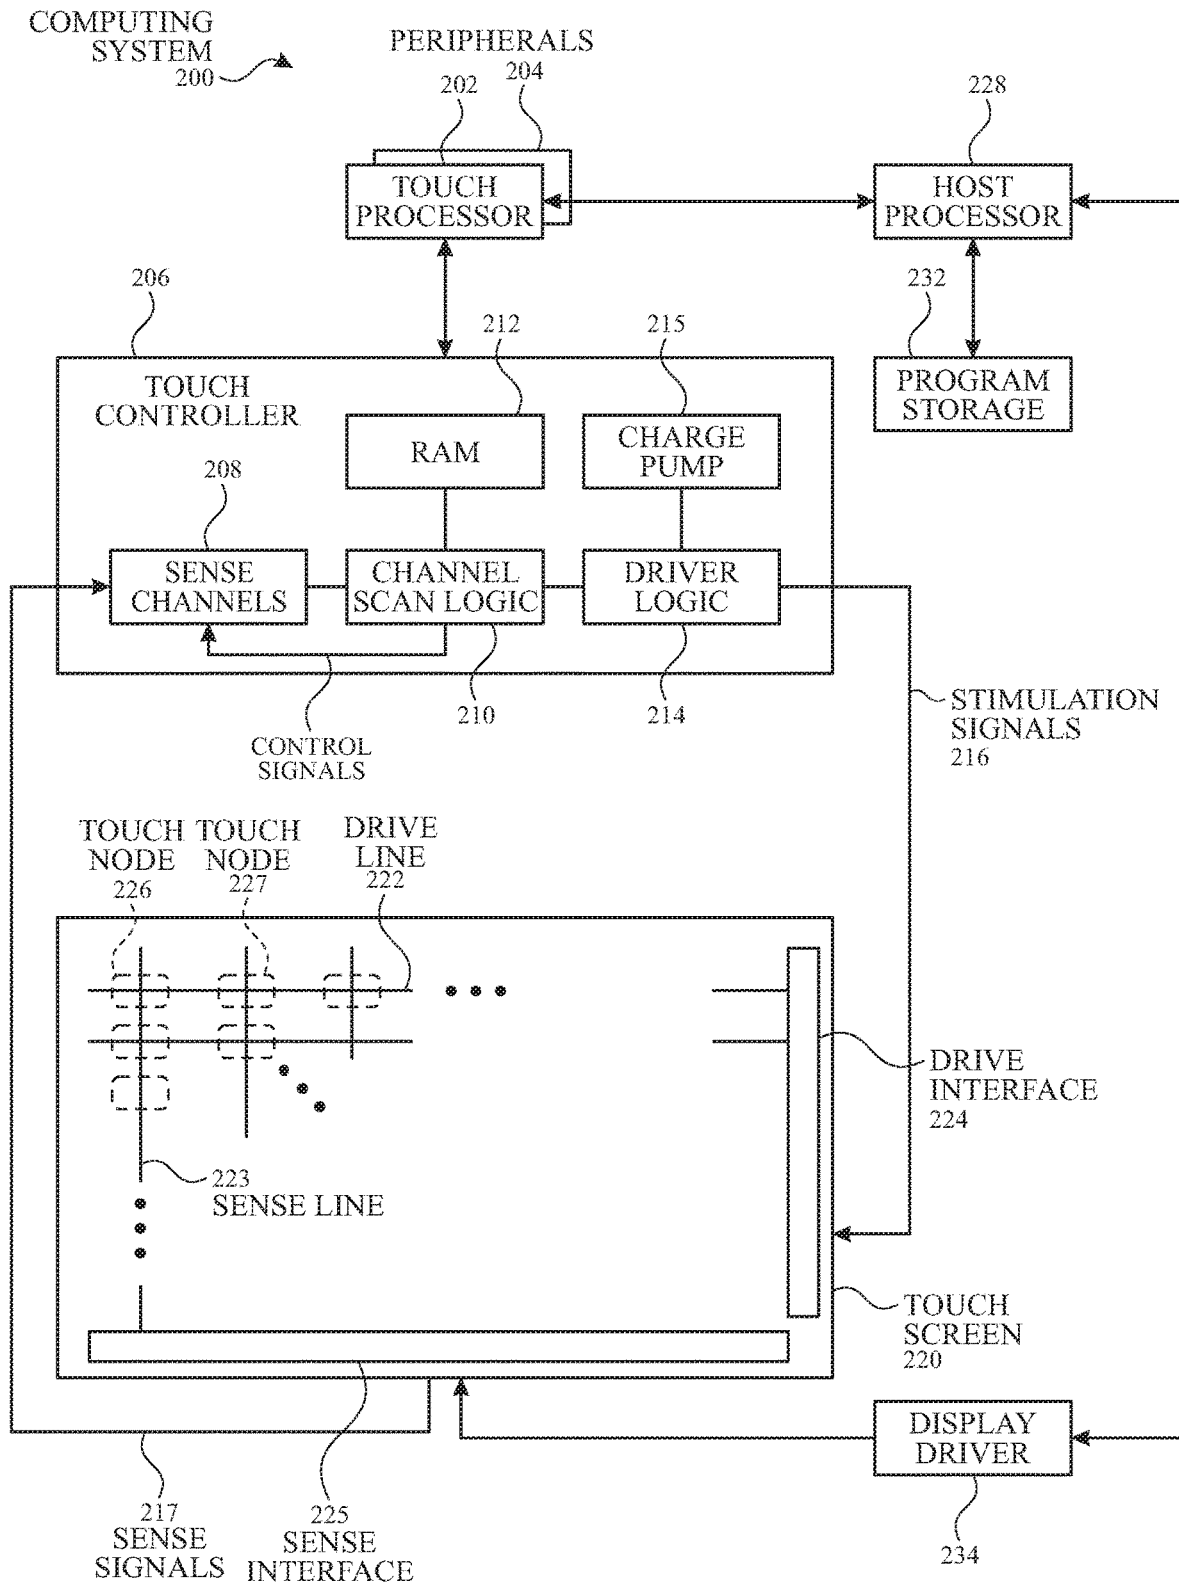 COMPUTING
SYSTEM
200
PERIPHERALS
204
202
228
TOUCH
PROCESSOR
HOST
PROCESSOR
206
212
215
232
TOUCH
CONTROLLER
RAM
CHARGE
PUMP
PROGRAM
STORAGE
208
SENSE
CHANNELS
CHANNEL
SCAN LOGIC
DRIVER
LOGIC
210
214
CONTROL
SIGNALS
STIMULATION
SIGNALS
216
TOUCH
NODE
226
TOUCH
NODE
227
DRIVE
LINE
222
DRIVE
INTERFACE
224
223
SENSE LINE
TOUCH
SCREEN
220
DISPLAY
DRIVER
234
217
SENSE
SIGNALS
225
SENSE
INTERFACE